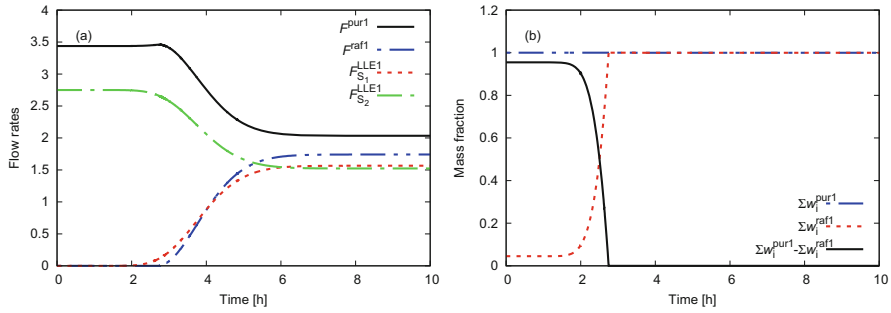 (a)
F^pur1
F^raf1
F_S1^LLE1
F_S2^LLE1
4
3.5
3
2.5
2
1.5
1
0.5
0
Flow rates
0 2 4 6 8 10
Time [h]
(b)
1.2
1
0.8
0.6
0.4
0.2
0
Mass fraction
Σw_i^pur1
Σw_i^raf1
Σw_i^pur1-Σw_i^raf1
0 2 4 6 8 10
Time [h]